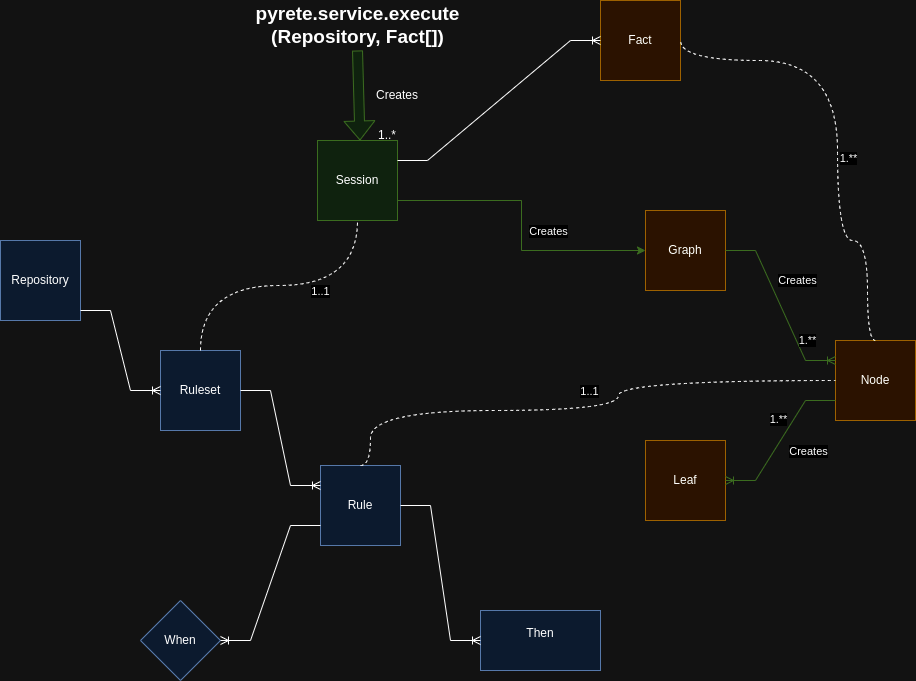 pyrete.service.execute
(Repository, Fact[])
Fact
Creates
1..*
1.**
Session
Creates
Graph
Repository
Creates
1..1
1.**
Node
Ruleset
1..1
1.**
Creates
Leaf
Rule
When
Then